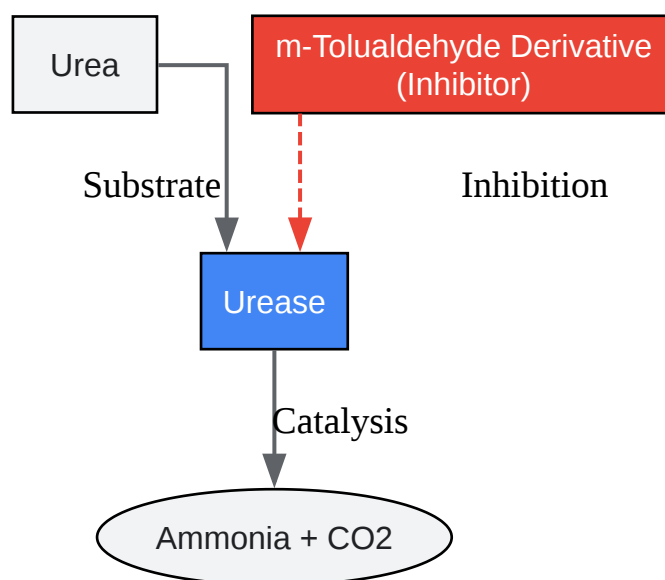 Urea
m-Tolualdehyde Derivative
(Inhibitor)
Substrate
Inhibition
Urease
Catalysis
Ammonia + CO2